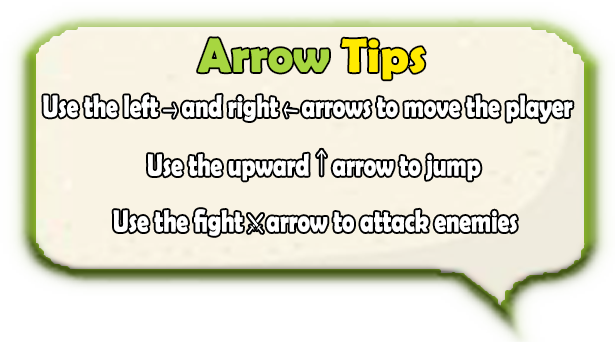 Arrow Tips
Use the left → and right ← arrows to move the player
Use the upward ↑ arrow to jump
Use the fight ⚔ arrow to attack enemies